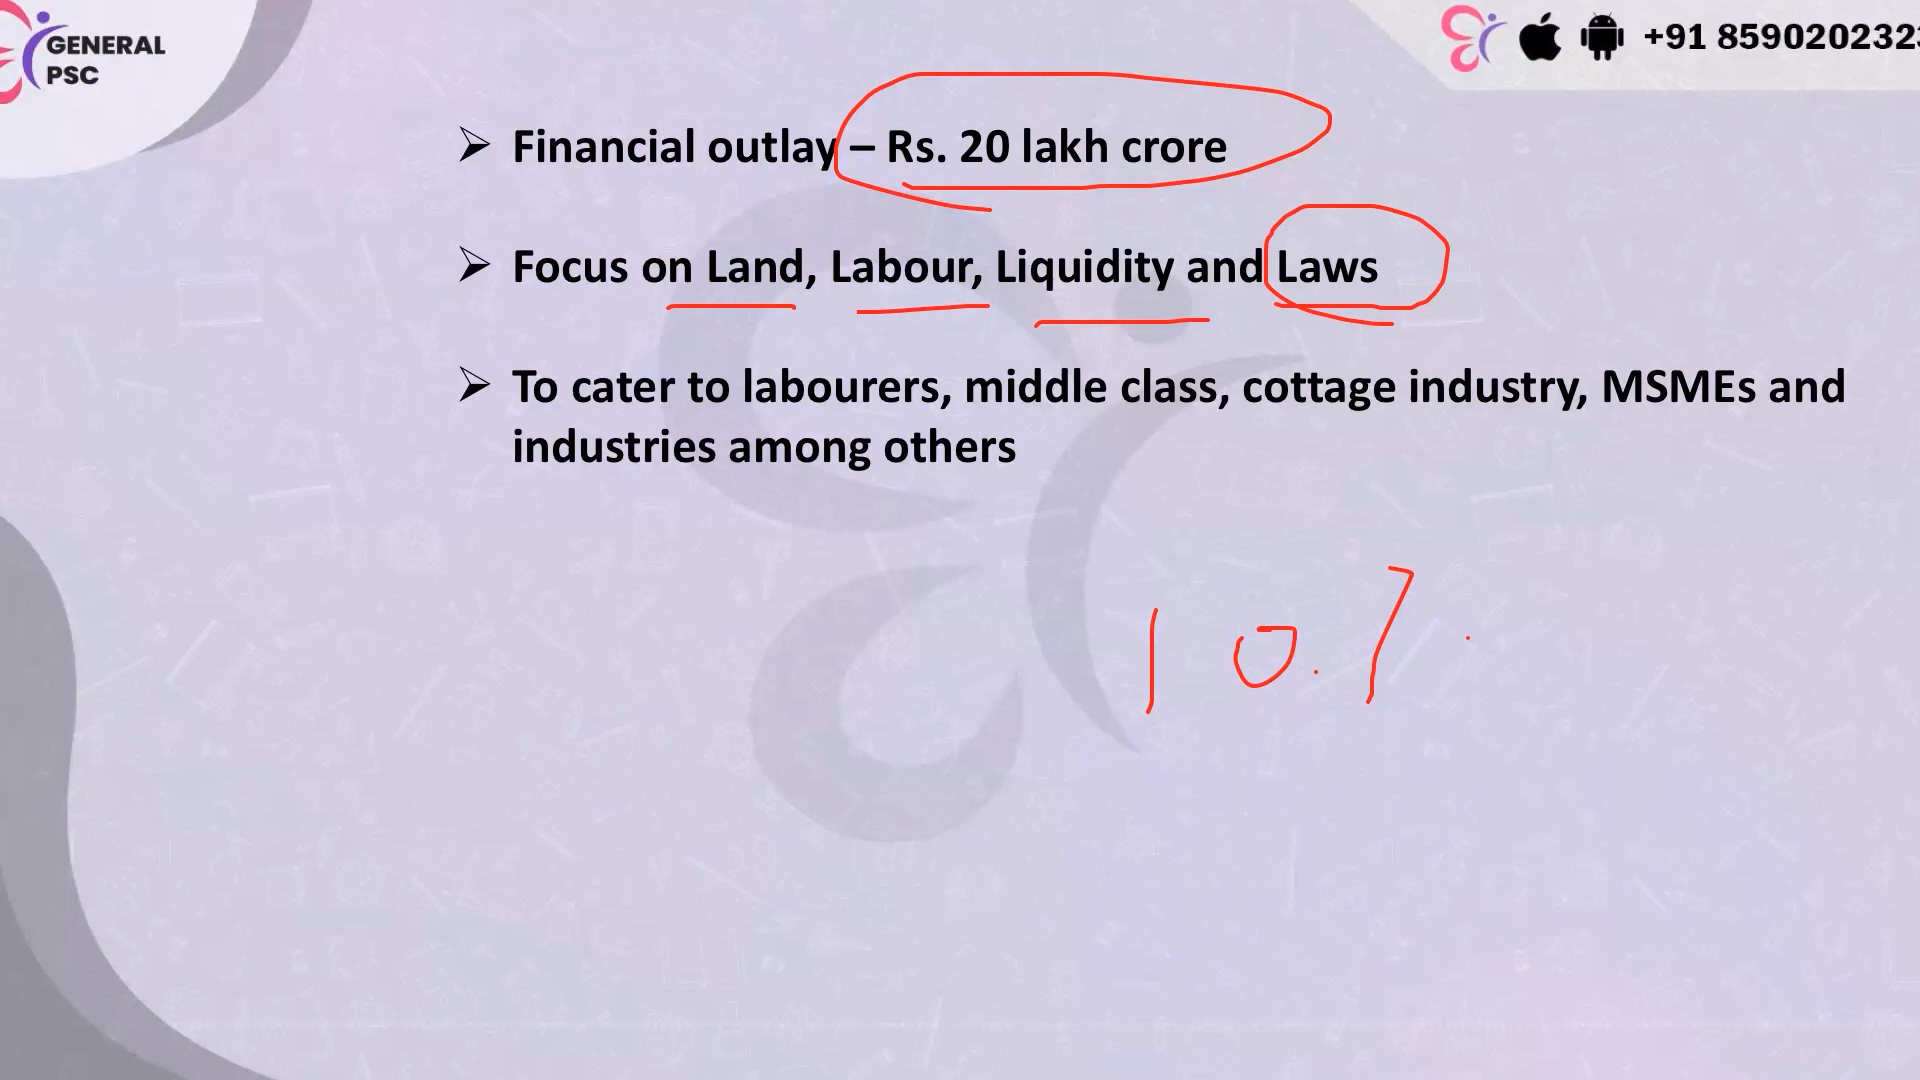 GENERAL
PSC
+91 859020232
➢ Financial outlay – Rs. 20 lakh crore
➢ Focus on Land, Labour, Liquidity and Laws
➢ To cater to labourers, middle class, cottage industry, MSMEs and
industries among others
10%